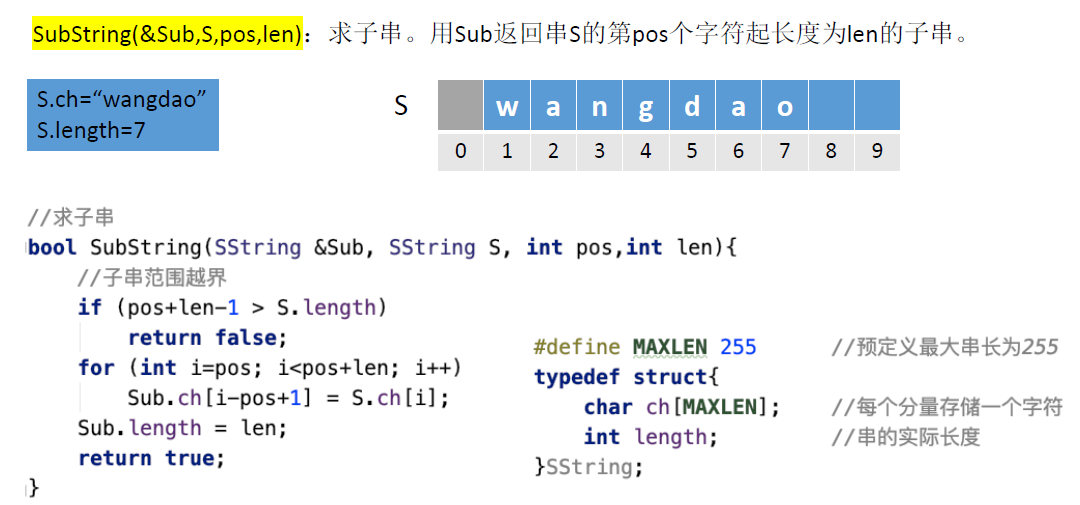 SubString(&Sub,S,pos,len)：求子串。用Sub返回串S的第pos个字符起长度为len的子串。
S.ch=“wangdao”
S.length=7
S
w a n g d a o
0 1 2 3 4 5 6 7 8 9
//求子串
bool SubString(SString &Sub, SString S, int pos,int len){
//子串范围越界
if (pos+len-1 > S.length)
return false;
for (int i=pos; i<pos+len; i++)
Sub.ch[i-pos+1] = S.ch[i];
Sub.length = len;
return true;
}
#define MAXLEN 255 //预定义最大串长为255
typedef struct{
char ch[MAXLEN]; //每个分量存储一个字符
int length; //串的实际长度
}SString;